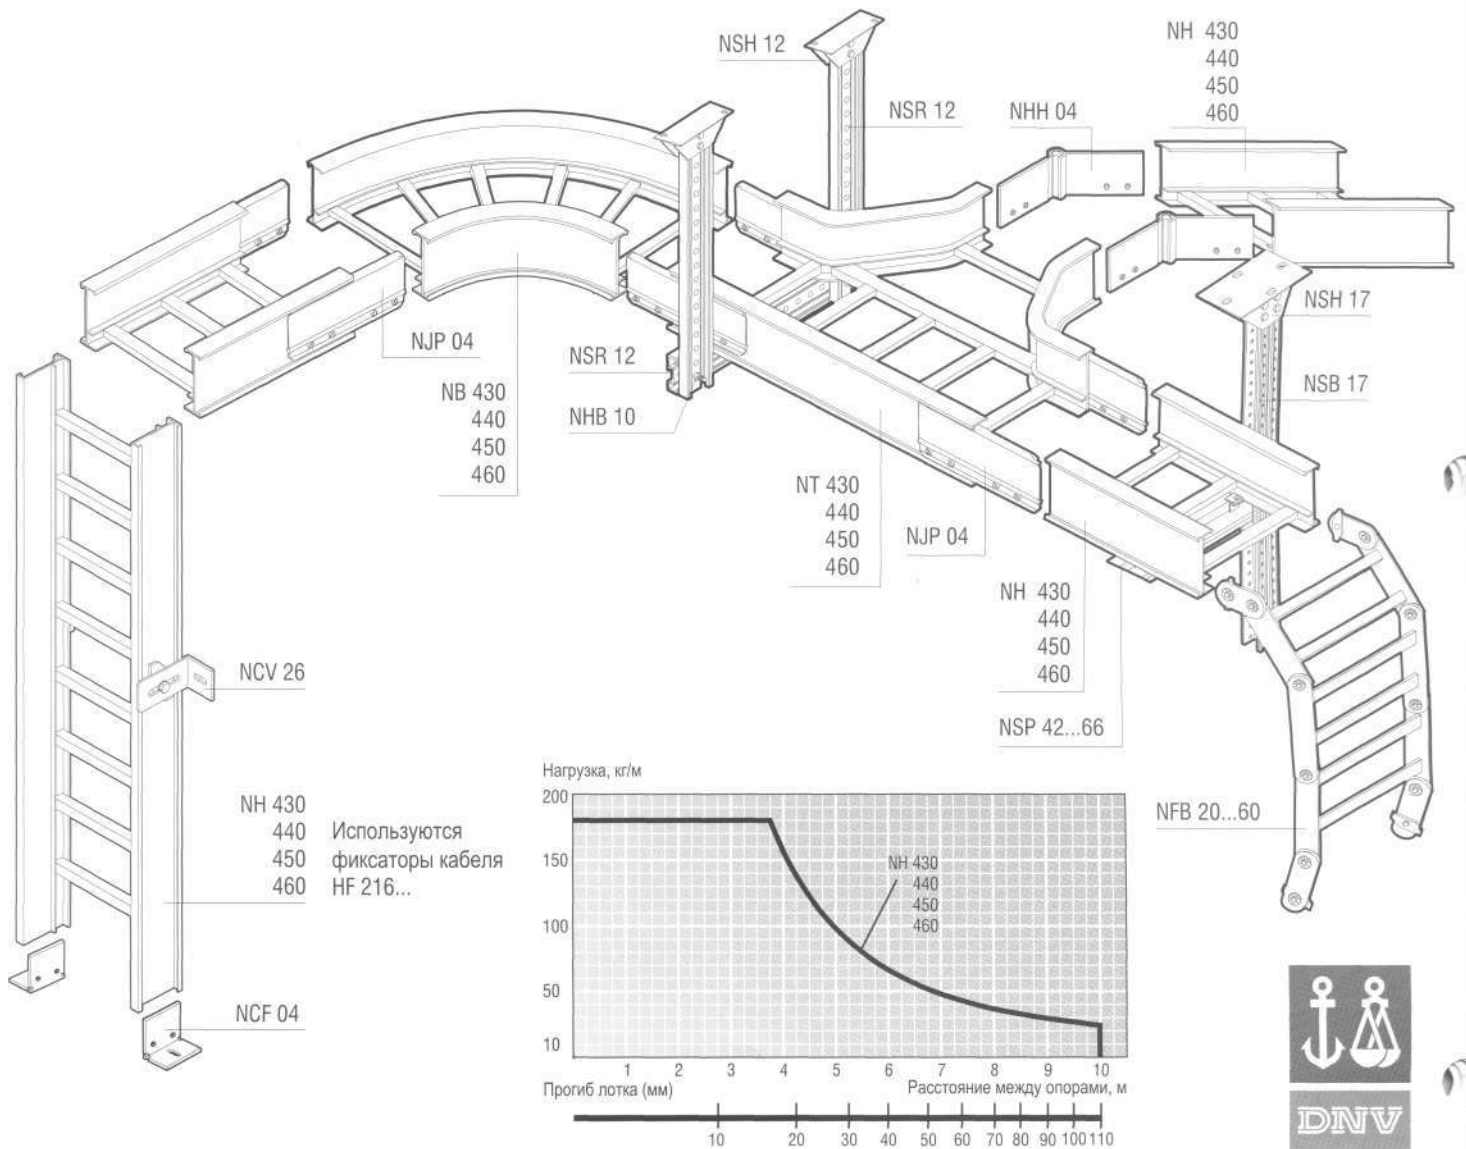 NSH 12
NSR 12
NHH 04
NH 430
440
450
460
NJP 04
NB 430
440
450
460
NSR 12
NHB 10
NSH 17
NSB 17
NT 430
440
450
460
NJP 04
NH 430
440
450
460
NSP 42...66
NCV 26
NFB 20...60
NH 430
440
450
460
Используются
фиксаторы кабеля
HF 216...
NCF 04
Нагрузка, кг/м
200
150
100
50
10
NH 430
440
450
460
1 2 3 4 5 6 7 8 9 10
Прогиб лотка (мм)
Расстояние между опорами, м
10 20 30 40 50 60 70 80 90 100 110
DNV